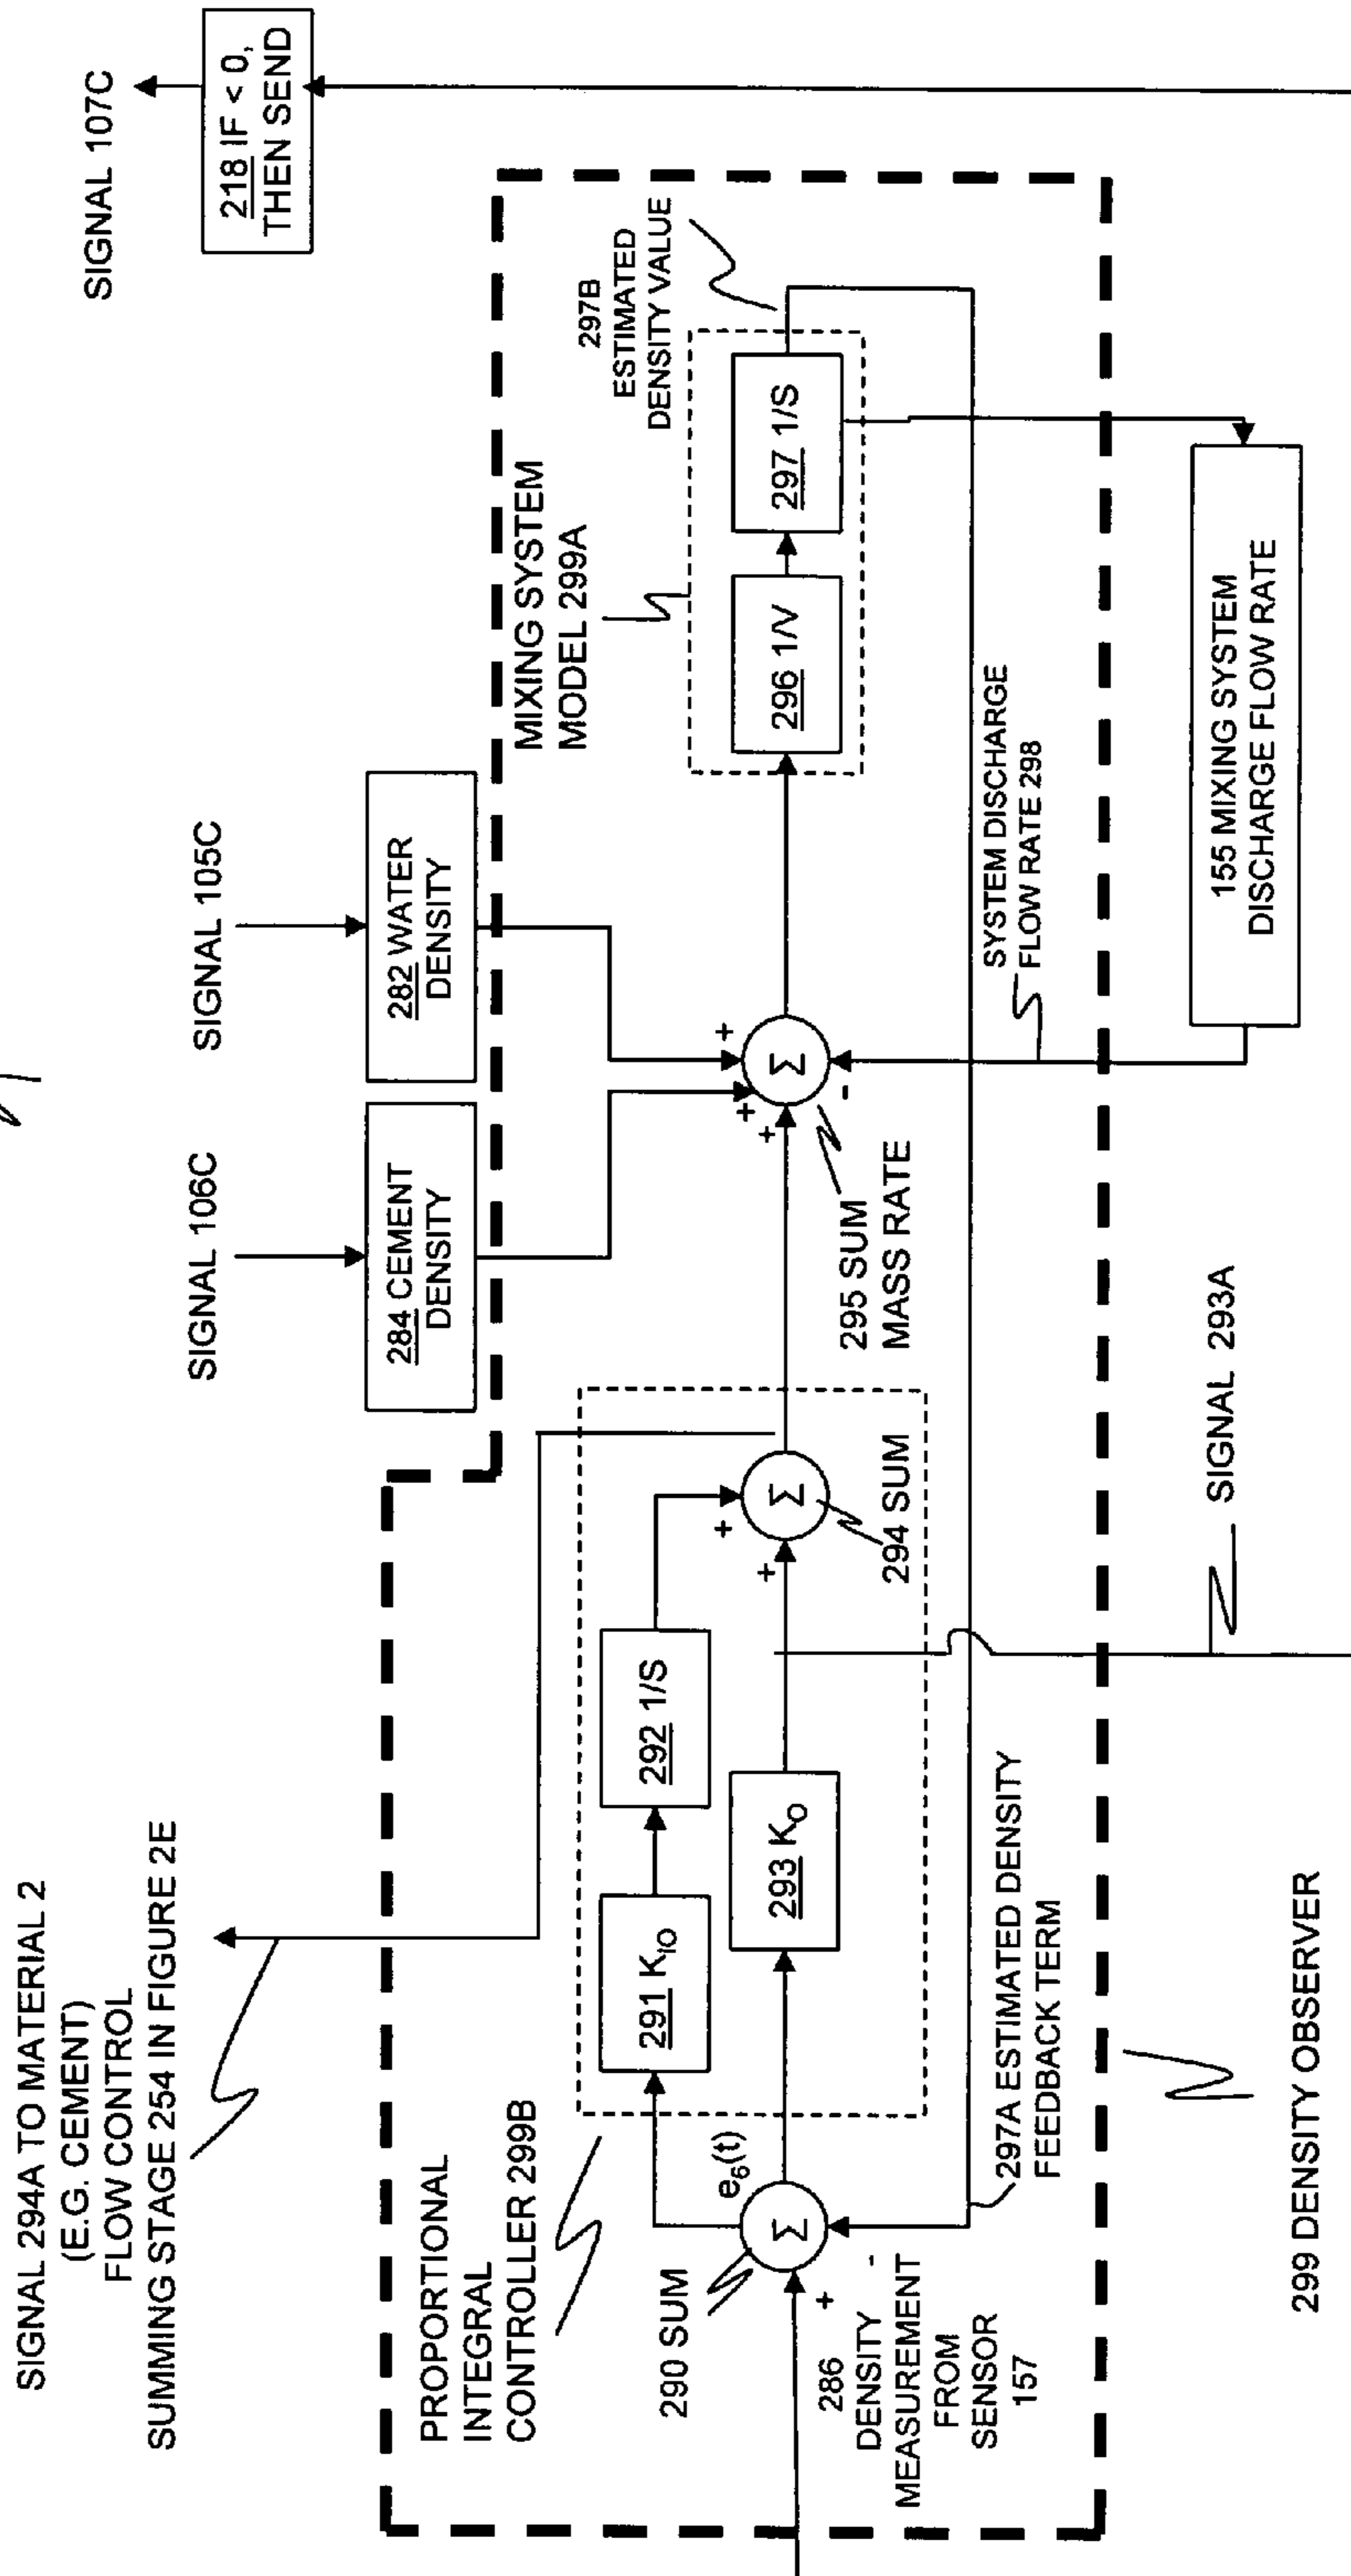 SIGNAL 294A TO MATERIAL 2
(E.G. CEMENT)
FLOW CONTROL
SUMMING STAGE 254 IN FIGURE 2E
SIGNAL 106C
SIGNAL 105C
SIGNAL 107C
284 CEMENT
DENSITY
282 WATER
DENSITY
218 IF < 0,
THEN SEND
PROPORTIONAL
INTEGRAL
CONTROLLER 299B
MIXING SYSTEM
MODEL 299A
297B
ESTIMATED
DENSITY VALUE
290 SUM
e6(t)
Σ
+
-
291 KIO
292 1/S
293 KO
+
+
Σ
294 SUM
+
+
+
-
Σ
295 SUM
MASS RATE
296 1/V
297 1/S
286
DENSITY
MEASUREMENT
FROM
SENSOR
157
297A ESTIMATED DENSITY
FEEDBACK TERM
SYSTEM DISCHARGE
FLOW RATE 298
SIGNAL 293A
155 MIXING SYSTEM
DISCHARGE FLOW RATE
299 DENSITY OBSERVER